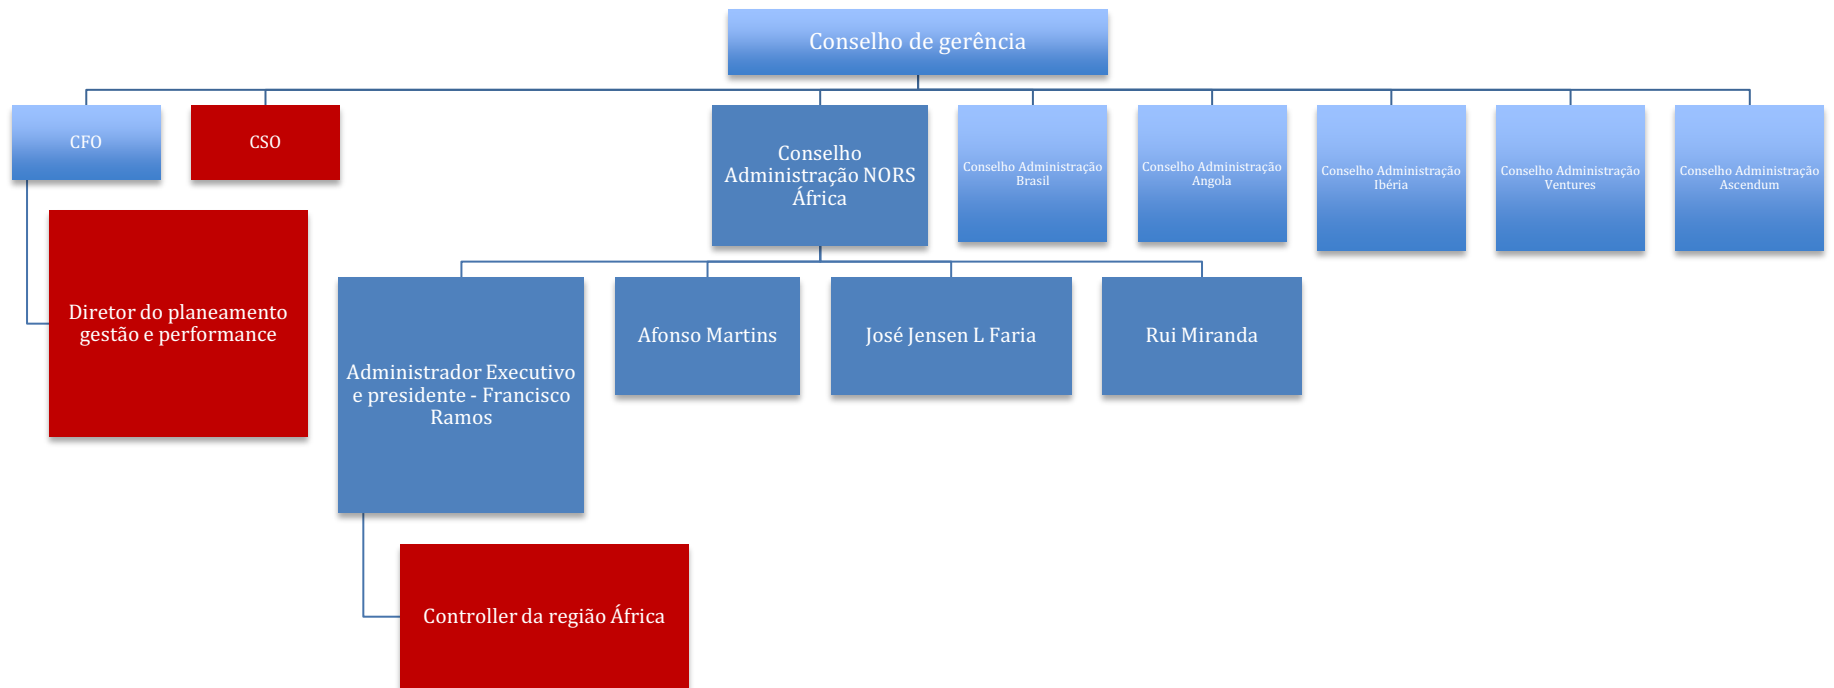 Conselho de gerência
CFO
CSO
Conselho
Administração NORS
África
Conselho Administração
Brasil
Conselho Administração
Angola
Conselho Administração
Ibéria
Conselho Administração
Ventures
Conselho Administração
Ascendum
Diretor do planeamento
gestão e performance
Administrador Executivo
e presidente - Francisco
Ramos
Afonso Martins
José Jensen L Faria
Rui Miranda
Controller da região África